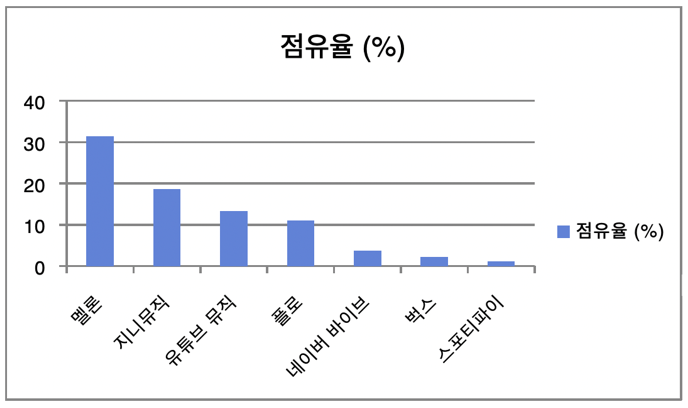 점유율 (%)
40
30
20
10
0
멜론
지니뮤직
유튜브 뮤직
플로
네이버 바이브
벅스
스포티파이
점유율 (%)